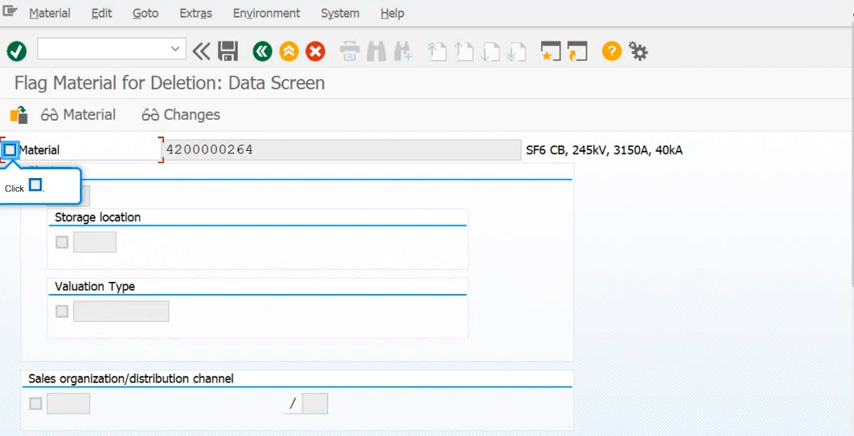 Material Edit Goto Extras Environment System Help
Flag Material for Deletion: Data Screen
Material Changes
Material 4200000264 SF6 CB, 245kV, 3150A, 40kA
Click .
Storage location
Valuation Type
Sales organization/distribution channel
/